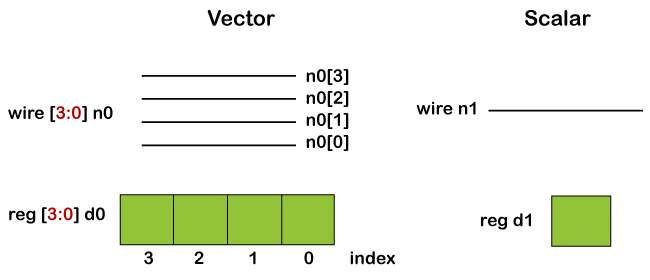 Vector
Scalar
n0[3]
n0[2]
wire [3:0] n0
n0[1]
n0[0]
wire n1
reg [3:0] d0
reg d1
3 2 1 0 index